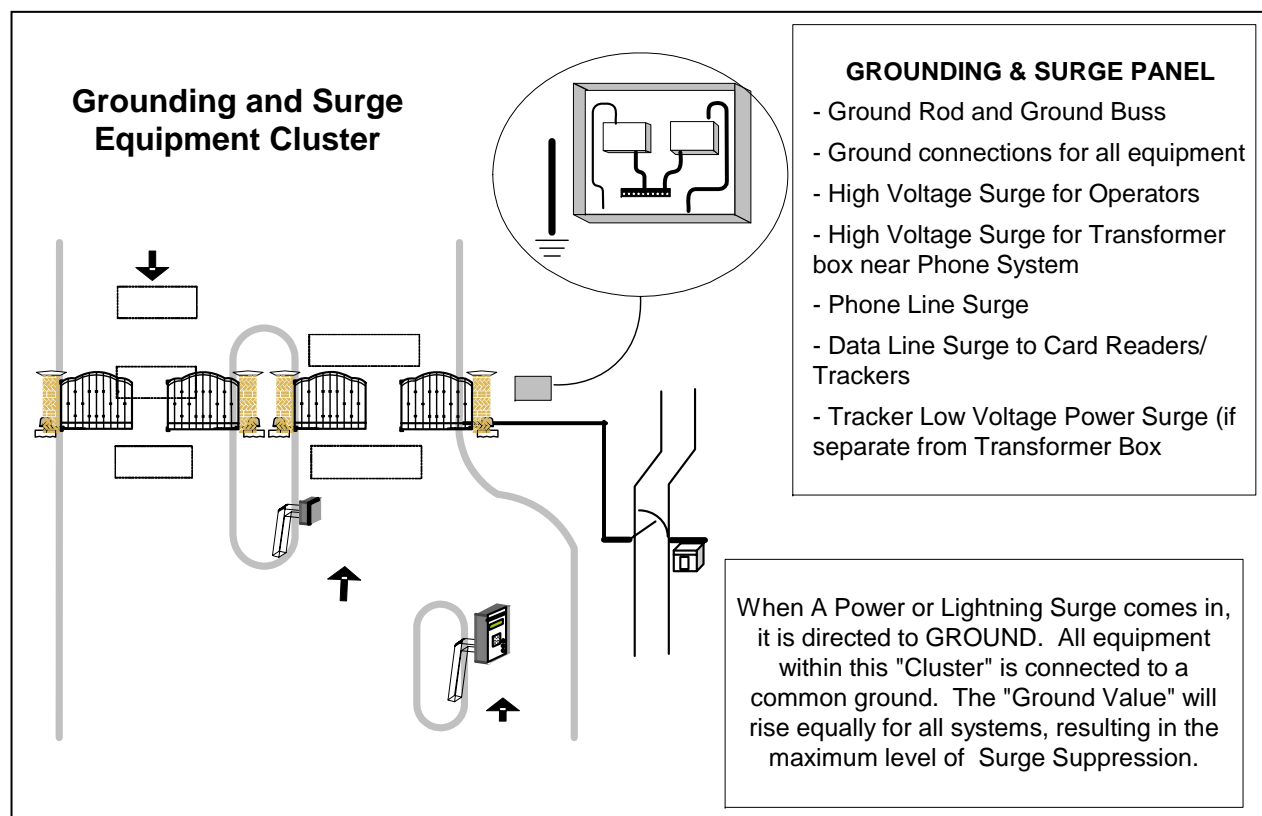 Grounding and Surge
Equipment Cluster
GROUNDING & SURGE PANEL
- Ground Rod and Ground Buss
- Ground connections for all equipment
- High Voltage Surge for Operators
- High Voltage Surge for Transformer
box near Phone System
- Phone Line Surge
- Data Line Surge to Card Readers/
Trackers
- Tracker Low Voltage Power Surge (if
separate from Transformer Box
When A Power or Lightning Surge comes in,
it is directed to GROUND.  All equipment
within this "Cluster" is connected to a
common ground.  The "Ground Value" will
rise equally for all systems, resulting in the
maximum level of  Surge Suppression.